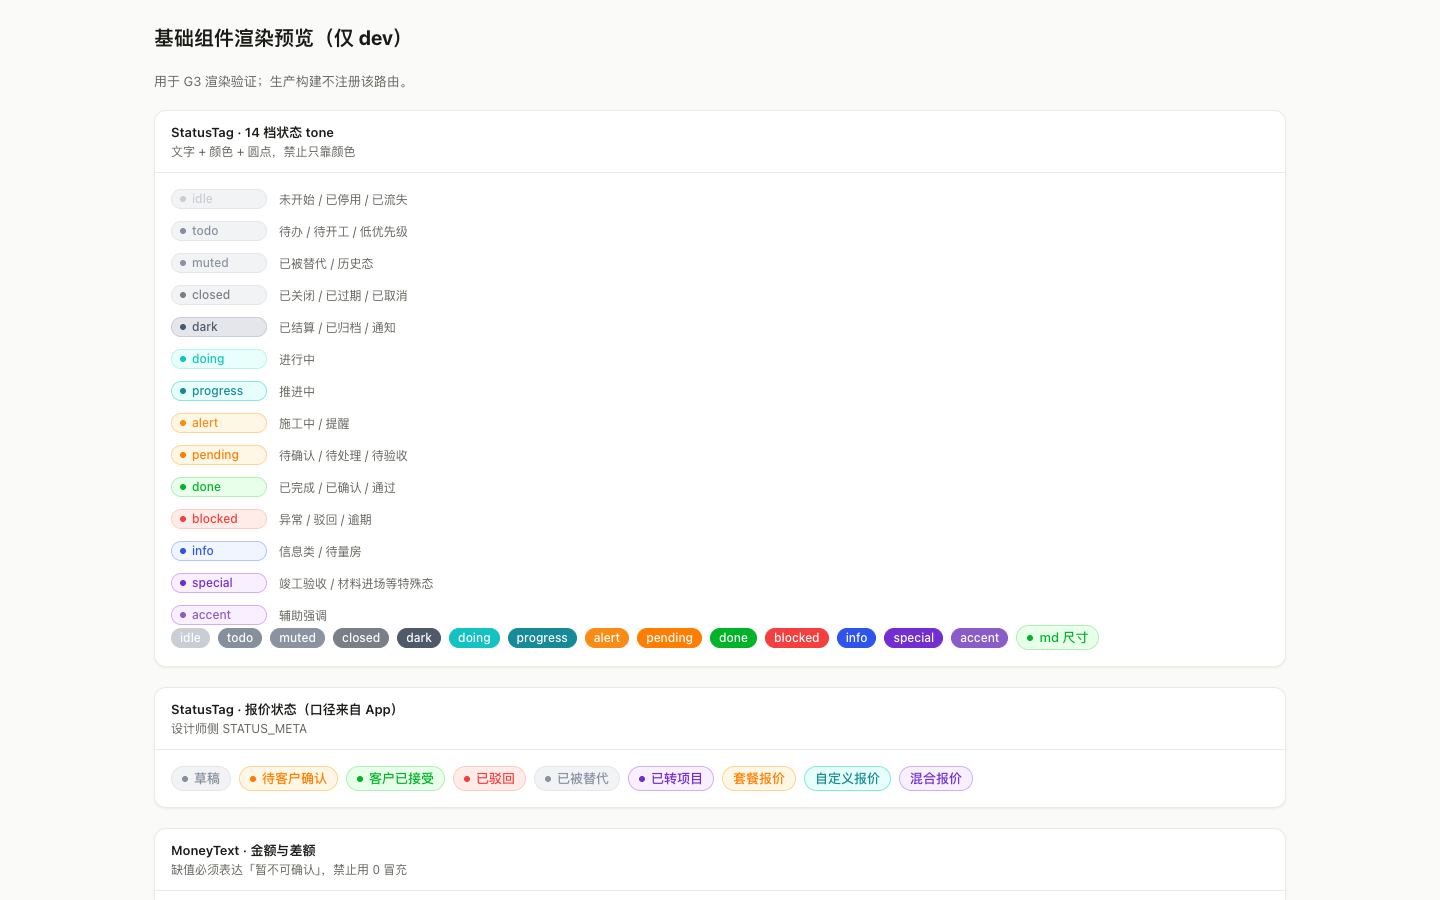 基础组件渲染预览（仅 dev）
用于 G3 渲染验证；生产构建不注册该路由。
StatusTag · 14 档状态 tone
文字 + 颜色 + 圆点，禁止只靠颜色
idle 未开始 / 已停用 / 已流失
todo 待办 / 待开工 / 低优先级
muted 已被替代 / 历史态
closed 已关闭 / 已过期 / 已取消
dark 已结算 / 已归档 / 通知
doing 进行中
progress 推进中
alert 施工中 / 提醒
pending 待确认 / 待处理 / 待验收
done 已完成 / 已确认 / 通过
blocked 异常 / 驳回 / 逾期
info 信息类 / 待量房
special 竣工验收 / 材料进场等特殊态
accent 辅助强调
idle todo muted closed dark doing progress alert pending done blocked info special accent md 尺寸
StatusTag · 报价状态（口径来自 App）
设计师侧 STATUS_META
草稿 待客户确认 客户已接受 已驳回 已被替代 已转项目 套餐报价 自定义报价 混合报价
MoneyText · 金额与差额
缺值必须表达「暂不可确认」，禁止用 0 冒充